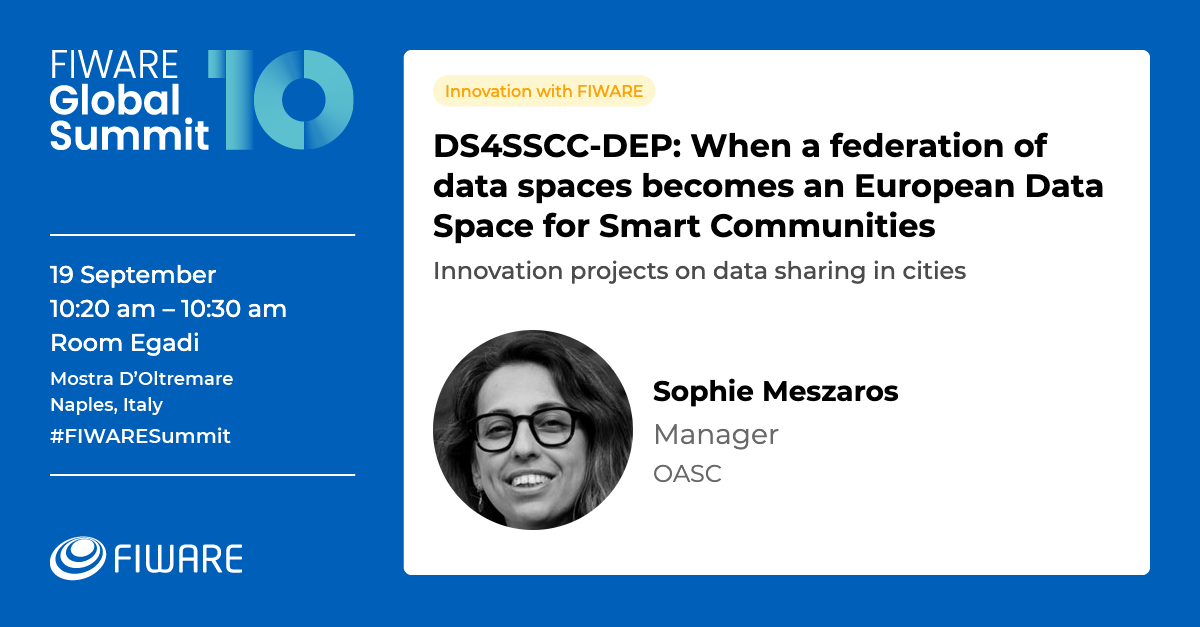 FIWARE
Global
Summit
10
19 September
10:20 am – 10:30 am
Room Egadi
Mostra D’Oltremare
Naples, Italy
#FIWARESummit
FIWARE
Innovation with FIWARE
DS4SSCC-DEP: When a federation of
data spaces becomes an European Data
Space for Smart Communities
Innovation projects on data sharing in cities
Sophie Meszaros
Manager
OASC